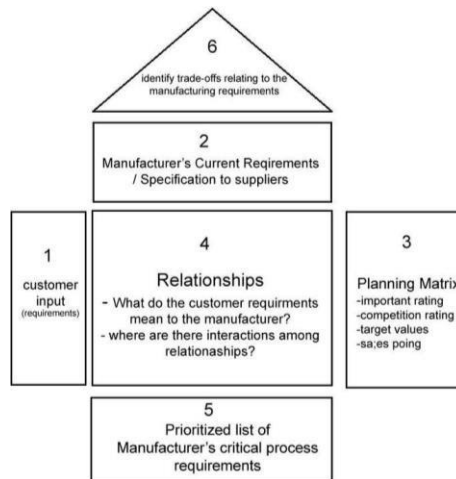 6
identify trade-offs relating to the
manufacturing requirements
2
Manufacturer's Current Reqirements
/ Specification to suppliers
1
customer
input
(requirements)
4
Relationships
- What do the customer requirments
mean to the manufacturer?
- where are there interactions among
relationaships?
3
Planning Matrix
-important rating
-competition rating
-target values
-sa;es poing
5
Prioritized list of
Manufacturer's critical process
requirements